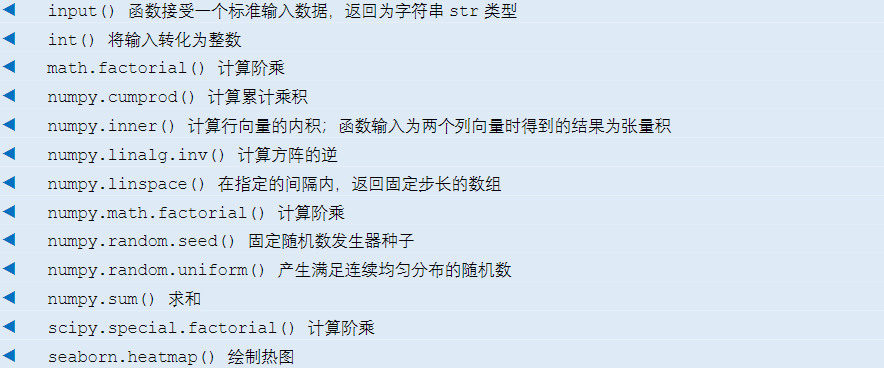 ◀ input() 函数接受一个标准输入数据，返回为字符串 str 类型
◀ int() 将输入转化为整数
◀ math.factorial() 计算阶乘
◀ numpy.cumprod() 计算累计乘积
◀ numpy.inner() 计算行向量的内积；函数输入为两个列向量时得到的结果为张量积
◀ numpy.linalg.inv() 计算方阵的逆
◀ numpy.linspace() 在指定的间隔内，返回固定步长的数组
◀ numpy.math.factorial() 计算阶乘
◀ numpy.random.seed() 固定随机数发生器种子
◀ numpy.random.uniform() 产生满足连续均匀分布的随机数
◀ numpy.sum() 求和
◀ scipy.special.factorial() 计算阶乘
◀ seaborn.heatmap() 绘制热图